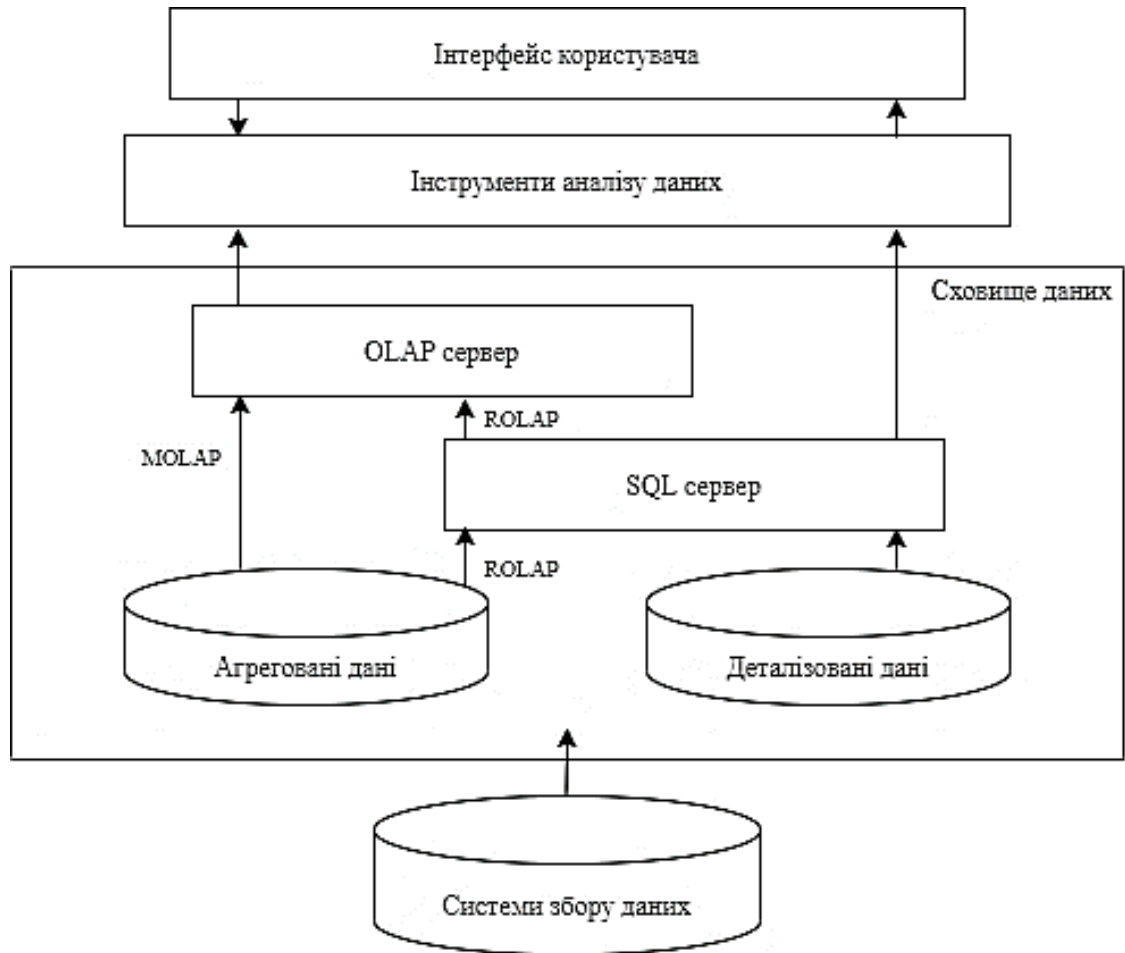 Інтерфейс користувача
Інструменти аналізу даних
Сховище даних
OLAP сервер
ROLAP
MOLAP
SQL сервер
ROLAP
Агреговані дані
Деталізовані дані
Системи збору даних